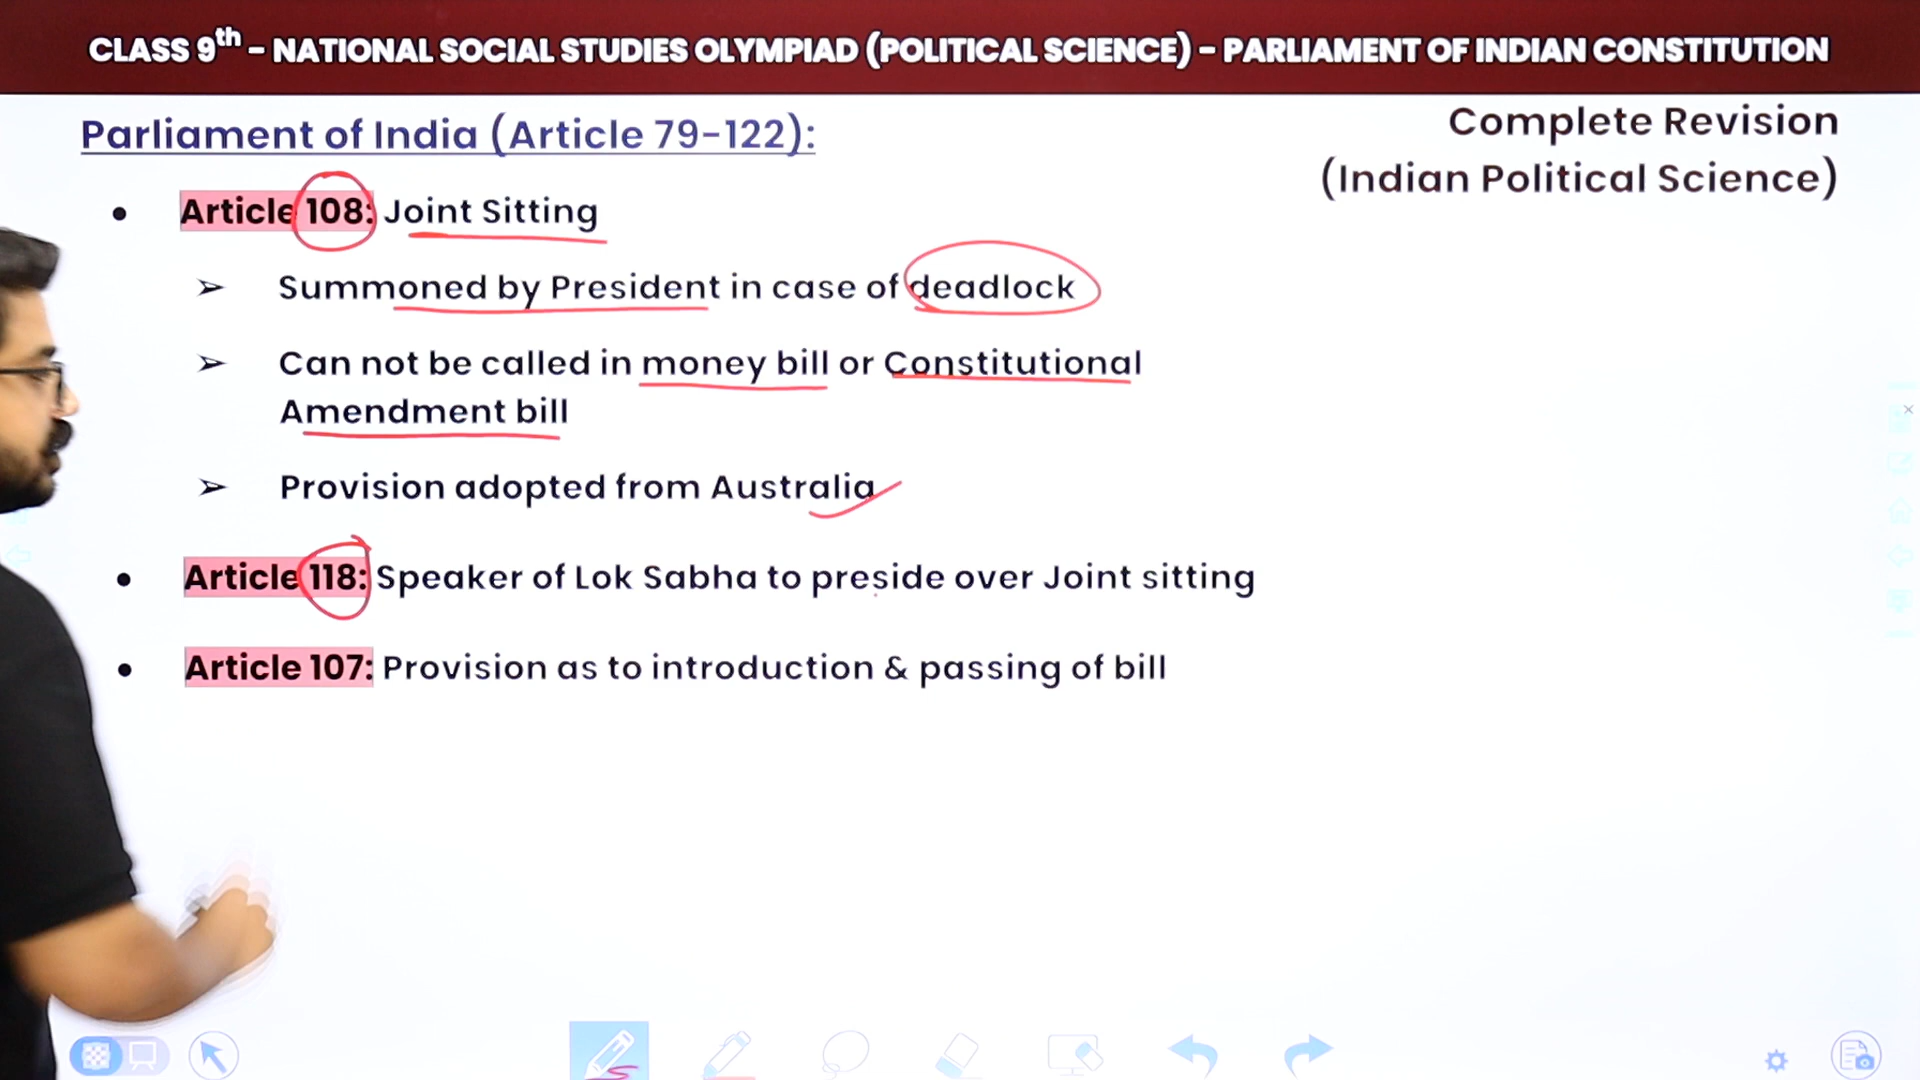 CLASS 9th – NATIONAL SOCIAL STUDIES OLYMPIAD (POLITICAL SCIENCE) – PARLIAMENT OF INDIAN CONSTITUTION
Parliament of India (Article 79-122):
Complete Revision
(Indian Political Science)
• Article 108: Joint Sitting
➢ Summoned by President in case of deadlock
➢ Can not be called in money bill or Constitutional
Amendment bill
➢ Provision adopted from Australia
• Article 118: Speaker of Lok Sabha to preside over Joint sitting
• Article 107: Provision as to introduction & passing of bill